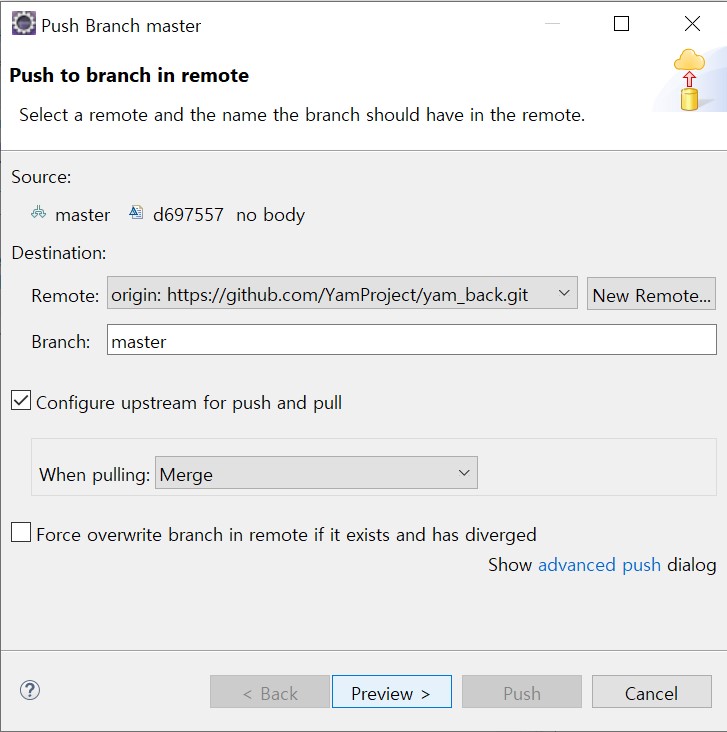 Push Branch master
Push to branch in remote
Select a remote and the name the branch should have in the remote.
Source:
master d697557 no body
Destination:
Remote: origin: https://github.com/YamProject/yam_back.git New Remote...
Branch: master
Configure upstream for push and pull
When pulling: Merge
Force overwrite branch in remote if it exists and has diverged
Show advanced push dialog
? < Back Preview > Push Cancel